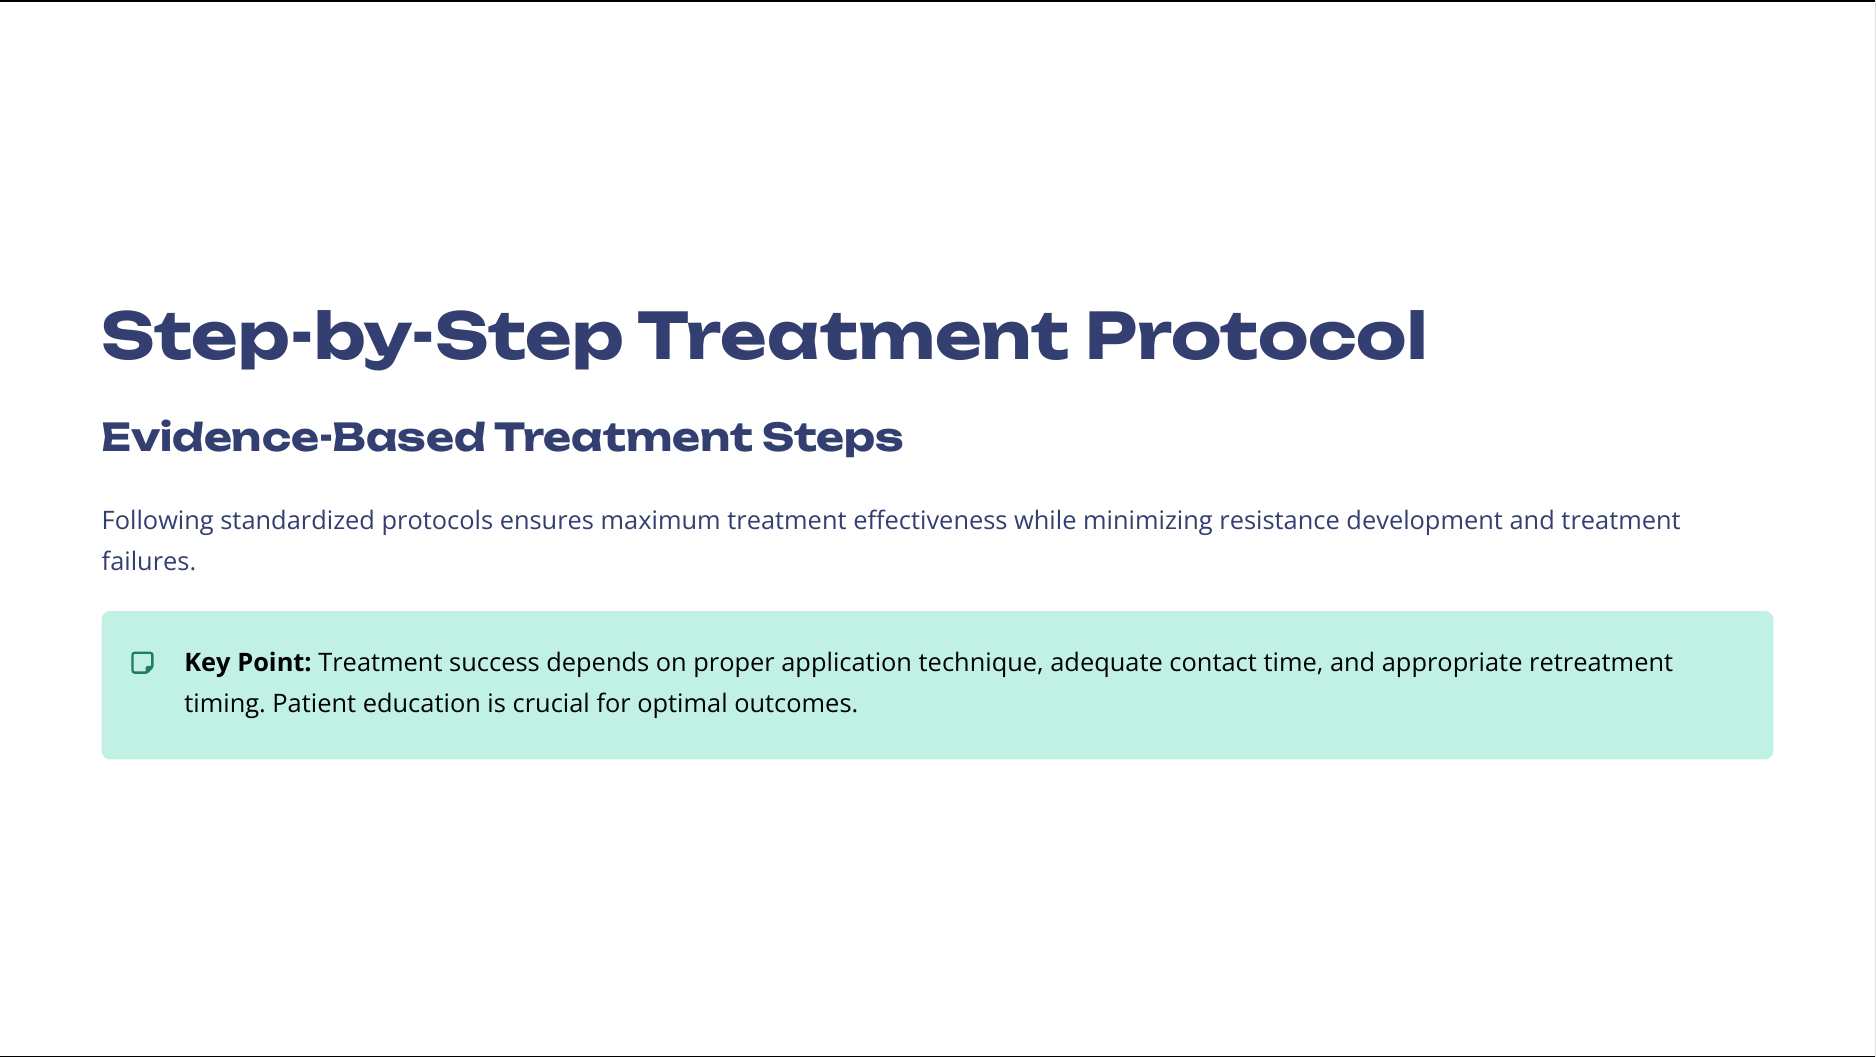 Step-by-Step Treatment Protocol
Evidence-Based Treatment Steps
Following standardized protocols ensures maximum treatment effectiveness while minimizing resistance development and treatment
failures.
Key Point: Treatment success depends on proper application technique, adequate contact time, and appropriate retreatment
timing. Patient education is crucial for optimal outcomes.